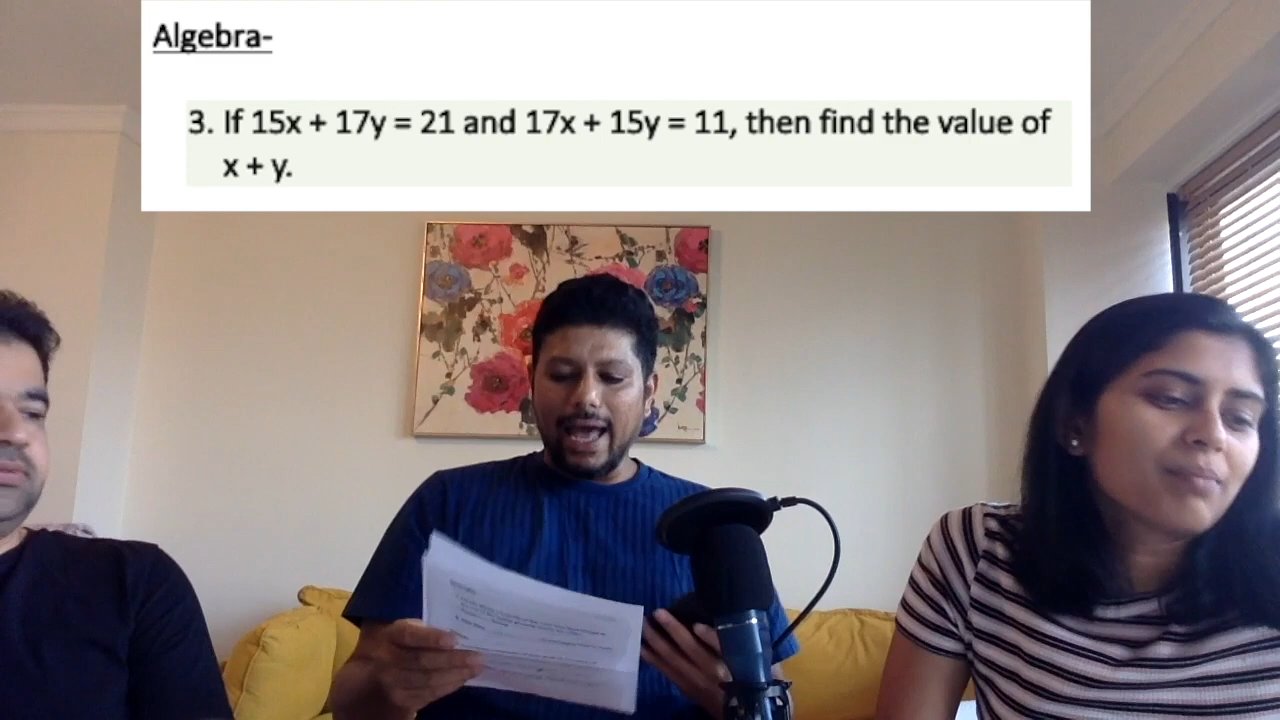 Algebra-
3. If 15x + 17y = 21 and 17x + 15y = 11, then find the value of
x + y.